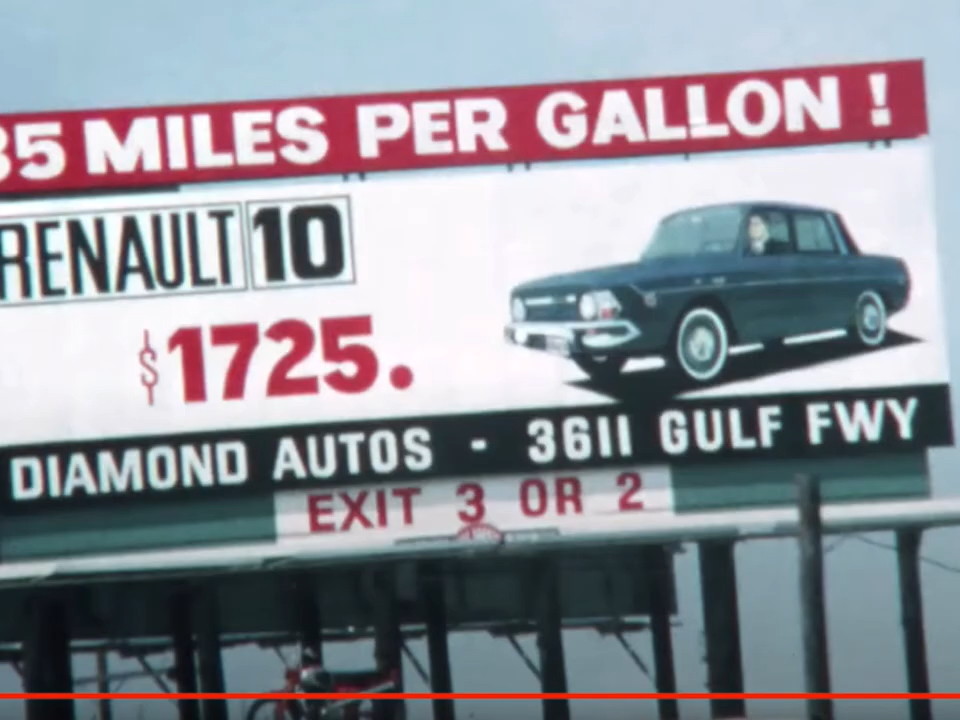 35 MILES PER GALLON !
RENAULT 10
$1725.
DIAMOND AUTOS - 3611 GULF FWY
EXIT 3 OR 2